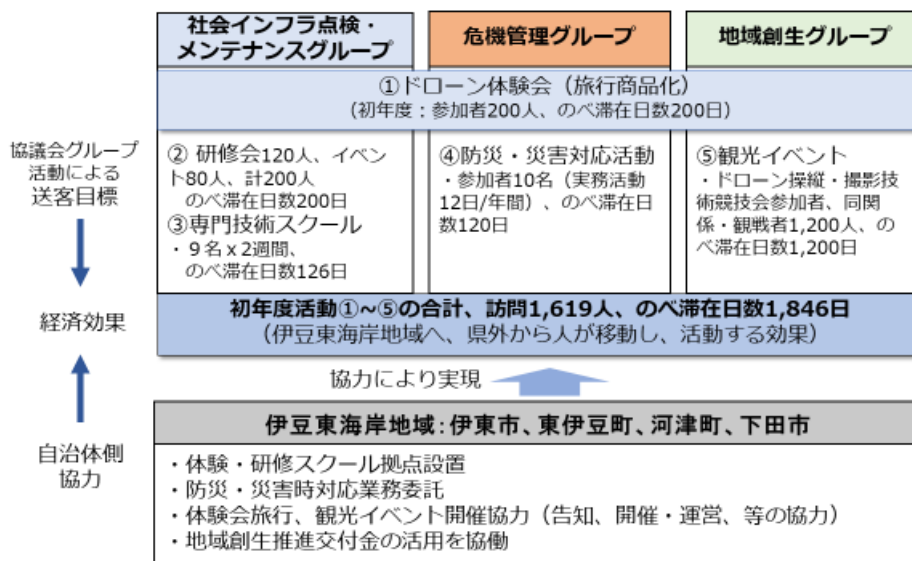 社会インフラ点検・
メンテナンスグループ
危機管理グループ
地域創生グループ
①ドローン体験会（旅行商品化）
（初年度：参加者200人、のべ滞在日数200日）
協議会グループ
活動による
送客目標
② 研修会120人、イベン
ト80人、計200人
のべ滞在日数200日
③専門技術スクール
・９名ｘ2週間、
のべ滞在日数126日
④防災・災害対応活動
・参加者10名（実務活動
12日/年間）、のべ滞在日
数120日
⑤観光イベント
・ドローン操縦・撮影技
術競技会参加者、同関
係・観戦者1,200人、の
べ滞在日数1,200日
経済効果
初年度活動①～⑤の合計、訪問1,619人、のべ滞在日数1,846日
（伊豆東海岸地域へ、県外から人が移動し、活動する効果）
協力により実現
自治体側
協力
伊豆東海岸地域：伊東市、東伊豆町、河津町、下田市
・体験・研修スクール拠点設置
・防災・災害時対応業務委託
・体験会旅行、観光イベント開催協力（告知、開催・運営、等の協力）
・地域創生推進交付金の活用を協働